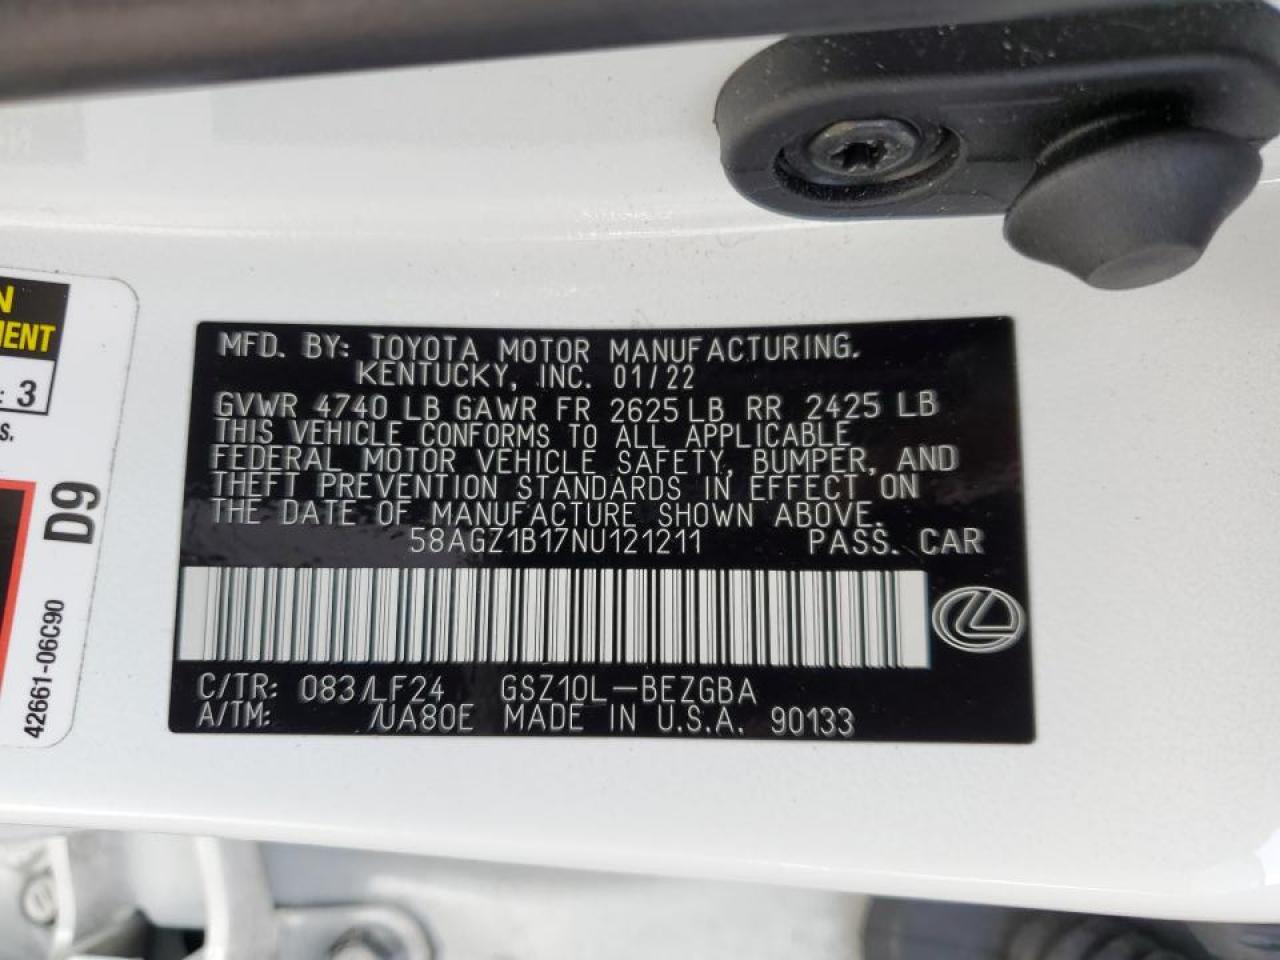 MFD. BY: TOYOTA MOTOR MANUFACTURING.
KENTUCKY, INC. 01/22
GVWR 4740 LB GAWR FR 2625 LB RR 2425 LB
THIS VEHICLE CONFORMS TO ALL APPLICABLE
FEDERAL MOTOR VEHICLE SAFETY, BUMPER, AND
THEFT PREVENTION STANDARDS IN EFFECT ON
THE DATE OF MANUFACTURE SHOWN ABOVE.
58AGZ1B17NU121211 PASS. CAR
C/TR: 083/LF24 GSZ10L-BEZGBA
A/TM: /UA80E MADE IN U.S.A. 90133
N
MENT
: 3
S.
D9
42661-06C90